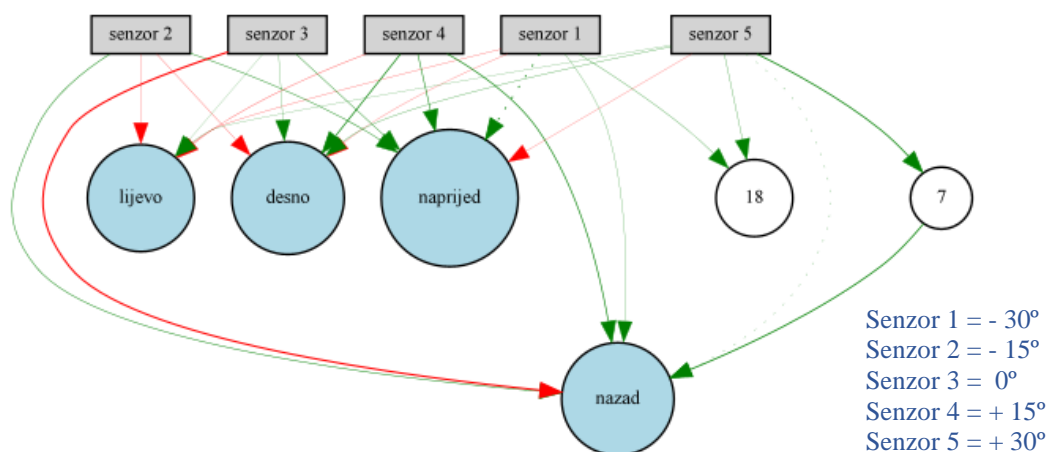 senzor 2 senzor 3 senzor 4 senzor 1 senzor 5
lijevo desno naprijed 18 7
nazad
Senzor 1 = - 30º
Senzor 2 = - 15º
Senzor 3 = 0º
Senzor 4 = + 15º
Senzor 5 = + 30º